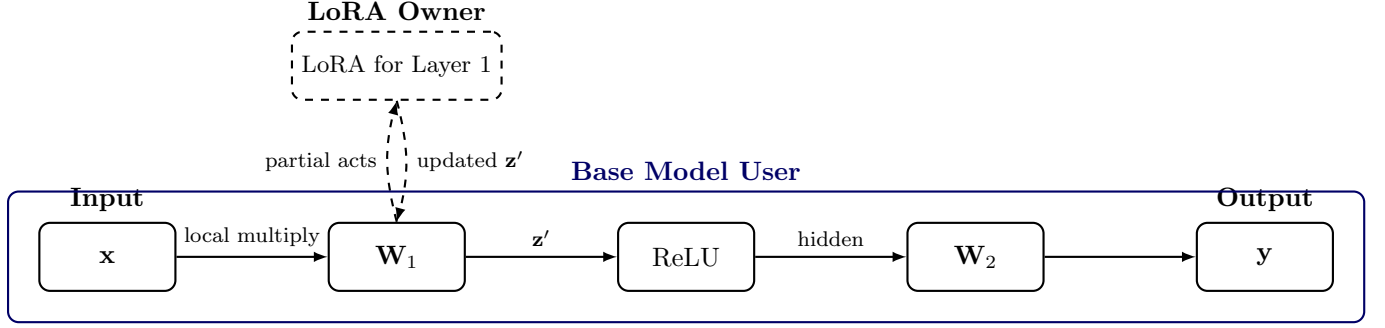 LoRA Owner
LoRA for Layer 1
partial acts
updated z′
Base Model User
Input
Output
x
local multiply
W₁
z′
ReLU
hidden
W₂
y